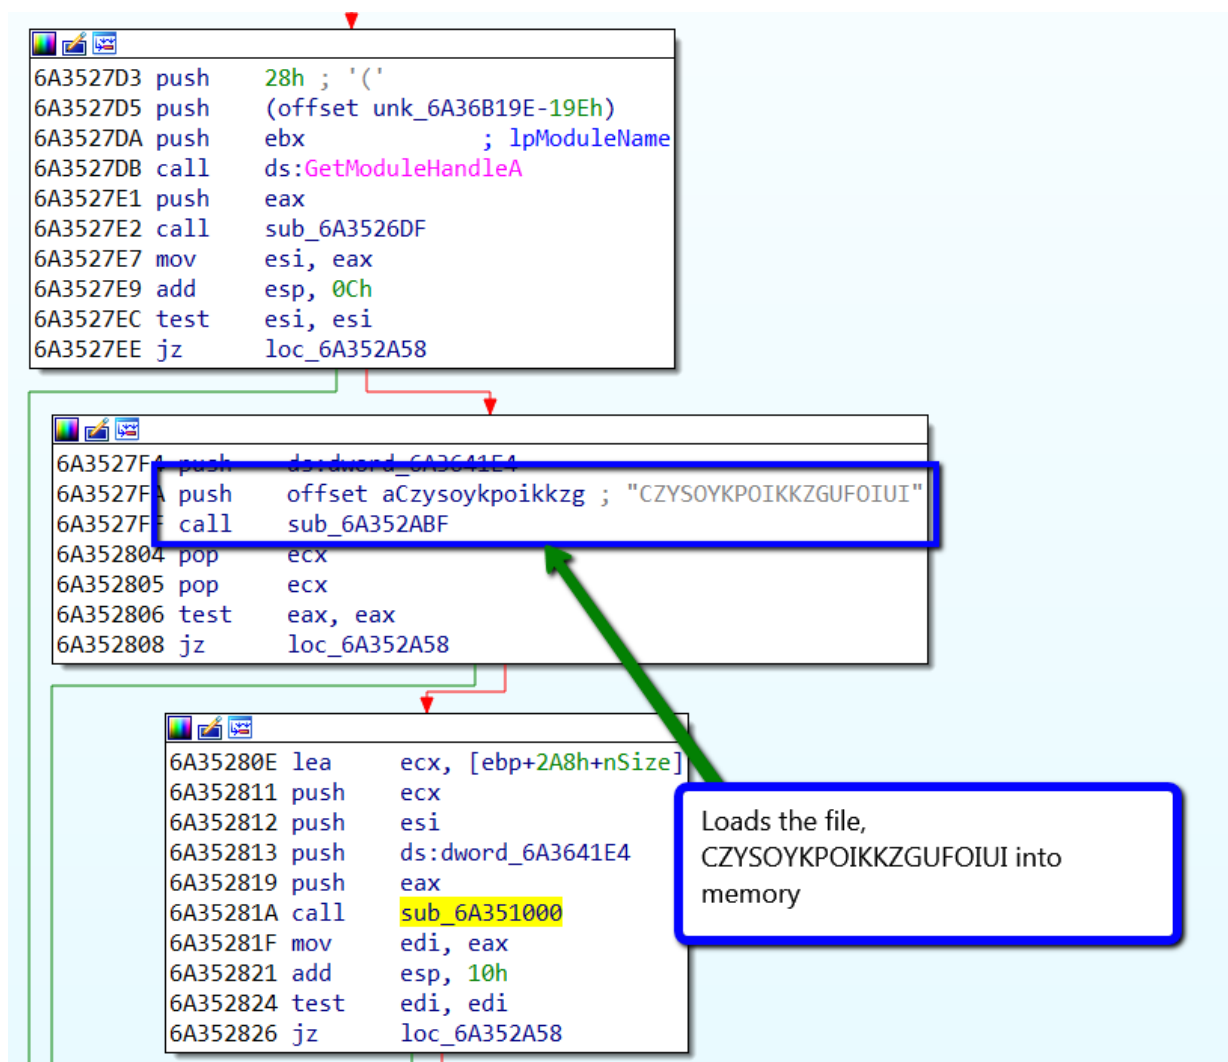 6A3527D3 push 28h ; '('
6A3527D5 push (offset unk_6A36B19E-19Eh)
6A3527DA push ebx ; lpModuleName
6A3527DB call ds:GetModuleHandleA
6A3527E1 push eax
6A3527E2 call sub_6A3526DF
6A3527E7 mov esi, eax
6A3527E9 add esp, 0Ch
6A3527EC test esi, esi
6A3527EE jz loc_6A352A58
6A3527F4 push ds:dword_6A3641E4
6A3527FA push offset aCzysoykpoikkzg ; "CZYSOYKPOIKKZGUFOIUI"
6A3527FF call sub_6A352ABF
6A352804 pop ecx
6A352805 pop ecx
6A352806 test eax, eax
6A352808 jz loc_6A352A58
6A35280E lea ecx, [ebp+2A8h+nSize]
6A352811 push ecx
6A352812 push esi
6A352813 push ds:dword_6A3641E4
6A352819 push eax
6A35281A call sub_6A351000
6A35281F mov edi, eax
6A352821 add esp, 10h
6A352824 test edi, edi
6A352826 jz loc_6A352A58
Loads the file,
CZYSOYKPOIKKZGUFOIUI into
memory